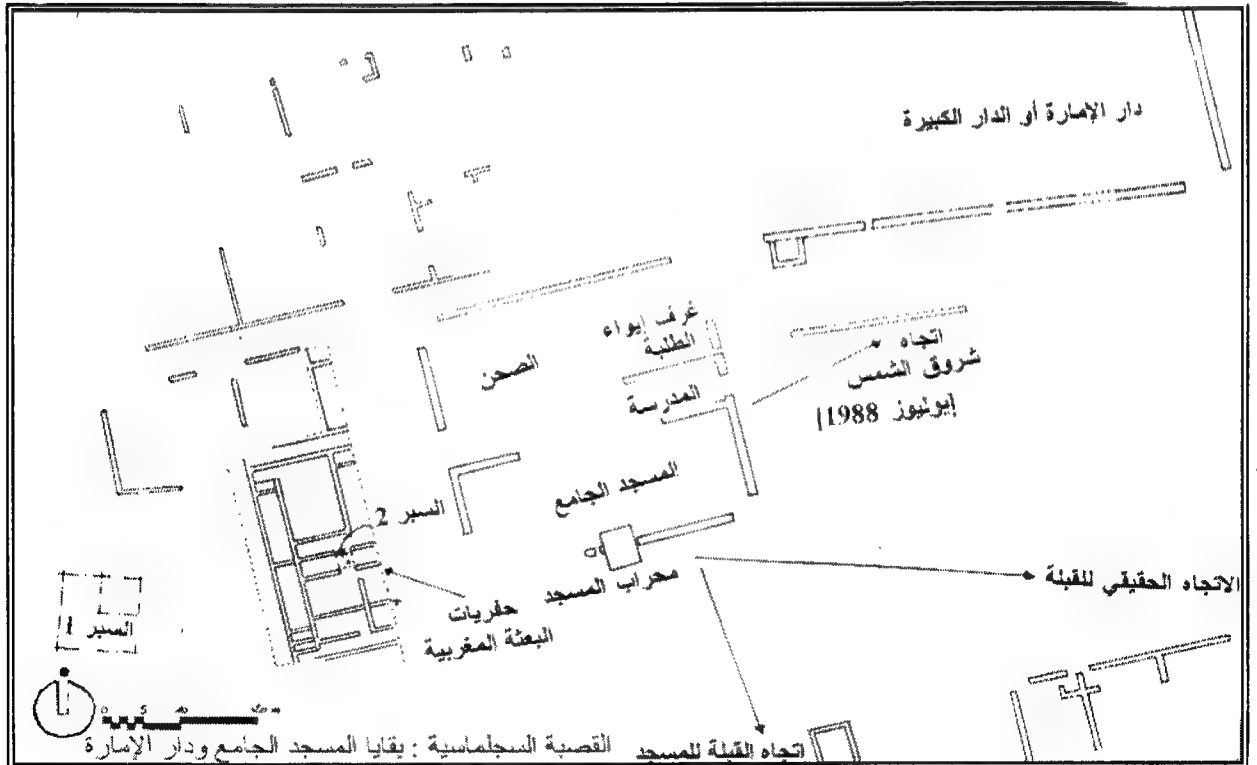 دار الإمارة أو الدار الكبيرة
غرف إيواء
الطلبة
اتجاه
شروق الشمس
[يونيوز 1988]
الصحن
المدرسة
المسجد الجامع
السبر 2
الاتجاه الحقيقي للقبلة
محراب المسجد
حفريات
البعثة المغربية
السبر 1
اتجاه القبلة للمسجد
القصبة السجلماسية : بقايا المسجد الجامع ودار الإمارة